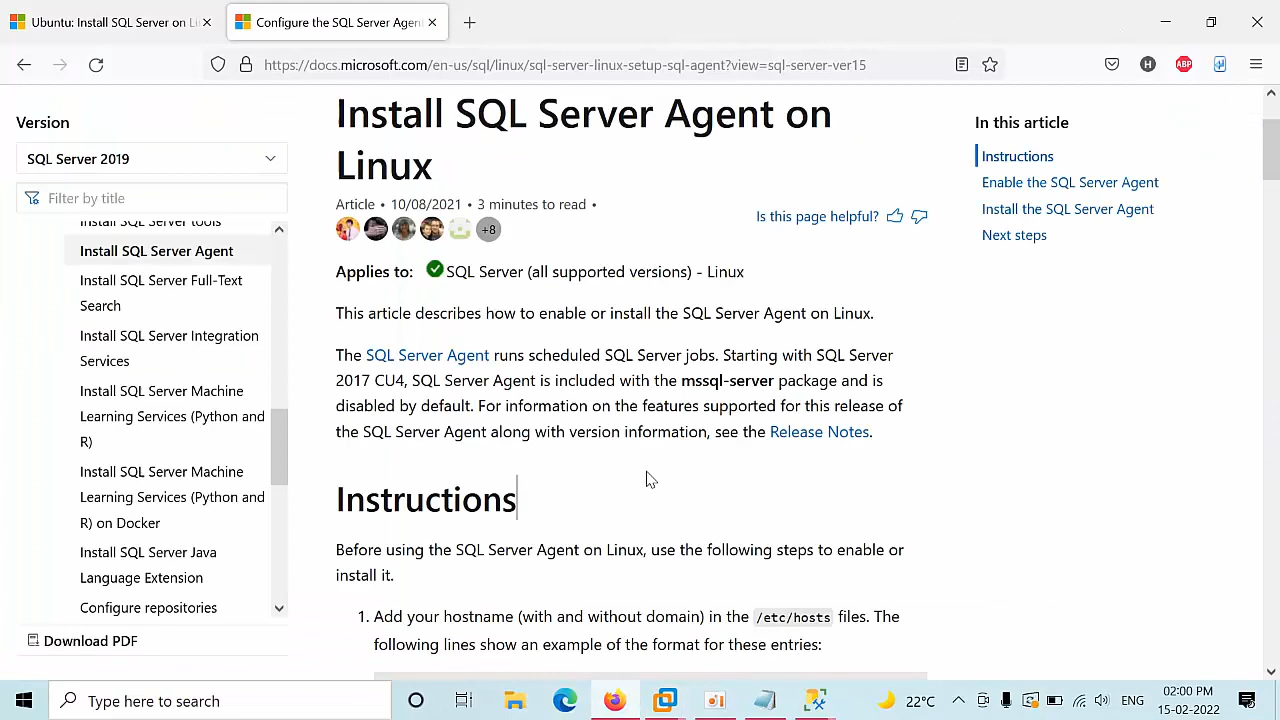 Ubuntu: Install SQL Server on Li
Configure the SQL Server Agent
https://docs.microsoft.com/en-us/sql/linux/sql-server-linux-setup-sql-agent?view=sql-server-ver15
H
ABP
Version
SQL Server 2019
Filter by title
Install SQL Server tools
Install SQL Server Agent
Install SQL Server Full-Text
Search
Install SQL Server Integration
Services
Install SQL Server Machine
Learning Services (Python and
R)
Install SQL Server Machine
Learning Services (Python and
R) on Docker
Install SQL Server Java
Language Extension
Configure repositories
Download PDF
Install SQL Server Agent on
Linux
Article • 10/08/2021 • 3 minutes to read •
+8
Is this page helpful?
Applies to: SQL Server (all supported versions) - Linux
This article describes how to enable or install the SQL Server Agent on Linux.
The SQL Server Agent runs scheduled SQL Server jobs. Starting with SQL Server
2017 CU4, SQL Server Agent is included with the mssql-server package and is
disabled by default. For information on the features supported for this release of
the SQL Server Agent along with version information, see the Release Notes.
Instructions
Before using the SQL Server Agent on Linux, use the following steps to enable or
install it.
1. Add your hostname (with and without domain) in the /etc/hosts files. The
following lines show an example of the format for these entries:
In this article
Instructions
Enable the SQL Server Agent
Install the SQL Server Agent
Next steps
Type here to search
22°C
ENG
02:00 PM
15-02-2022